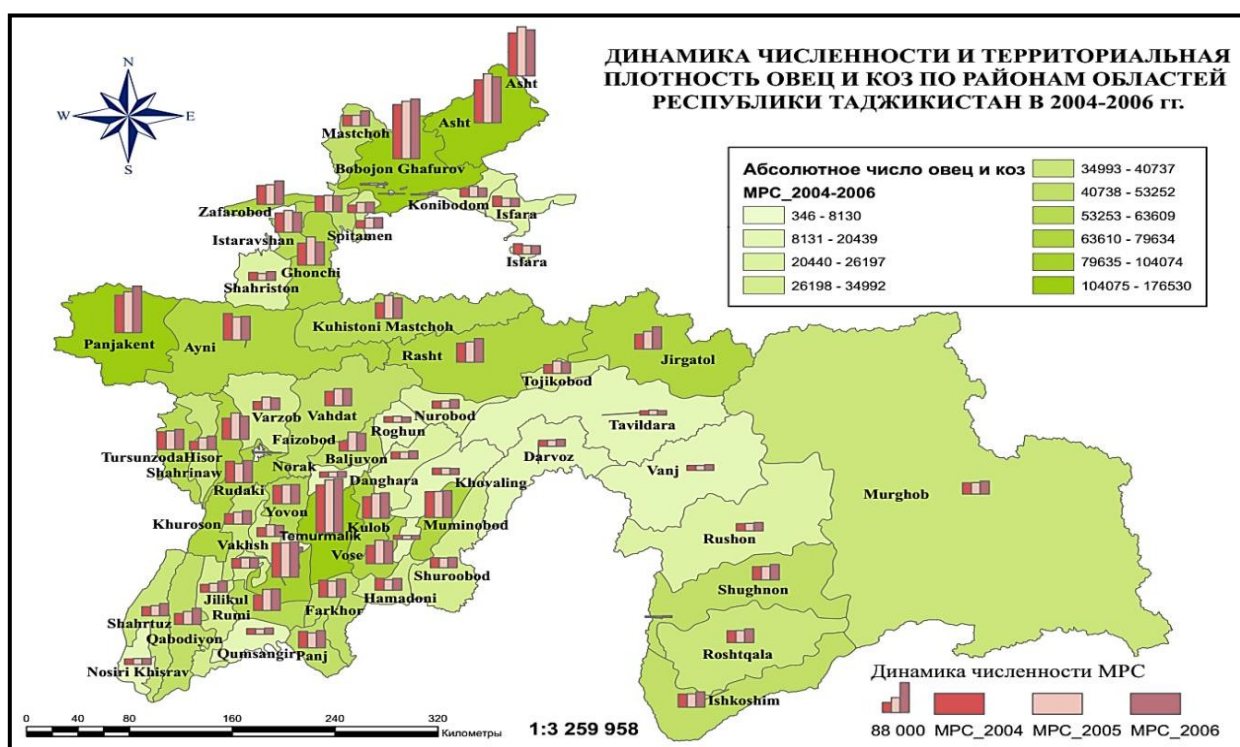 ДИНАМИКА ЧИСЛЕННОСТИ И ТЕРРИТОРИАЛЬНАЯ
ПЛОТНОСТЬ ОВЕЦ И КОЗ ПО РАЙОНАМ ОБЛАСТЕЙ
РЕСПУБЛИКИ ТАДЖИКИСТАН В 2004-2006 гг.
N
W
E
S
Абсолютное число овец и коз
МРС_2004-2006
346 - 8130
8131 - 20439
20440 - 26197
26198 - 34992
34993 - 40737
40738 - 53252
53253 - 63609
63610 - 79634
79635 - 104074
104075 - 176530
Asht
Asht
Mastchoh
Bobojon Ghafurov
Zafarobod
Konibodom
Isfara
Istaravshan
Spitamen
Isfara
Ghonchi
Shahriston
Kuhistoni Mastchoh
Panjakent
Ayni
Rasht
Jirgatol
Tojikobod
Varzob
Vahdat
Nurobod
Tavildara
Roghun
Faizobod
Tursunzoda
Hisor
Baljuvon
Darvoz
Shahrinaw
Norak
Danghara
Khovaling
Vanj
Murghob
Rudaki
Yovon
Khuroson
Kulob
Muminobod
Temurmalik
Rushon
Vakhsh
Vose
Shuroobod
Shughnon
Jilikul
Hamadoni
Rumi
Farkhor
Shahrtuz
Qabodiyon
Qumsangir
Panj
Roshtqala
Nosiri Khisrav
Ishkoshim
Динамика численности МРС
88 000
МРС_2004
МРС_2005
МРС_2006
0 40 80 160 240 320
Километры
1:3 259 958